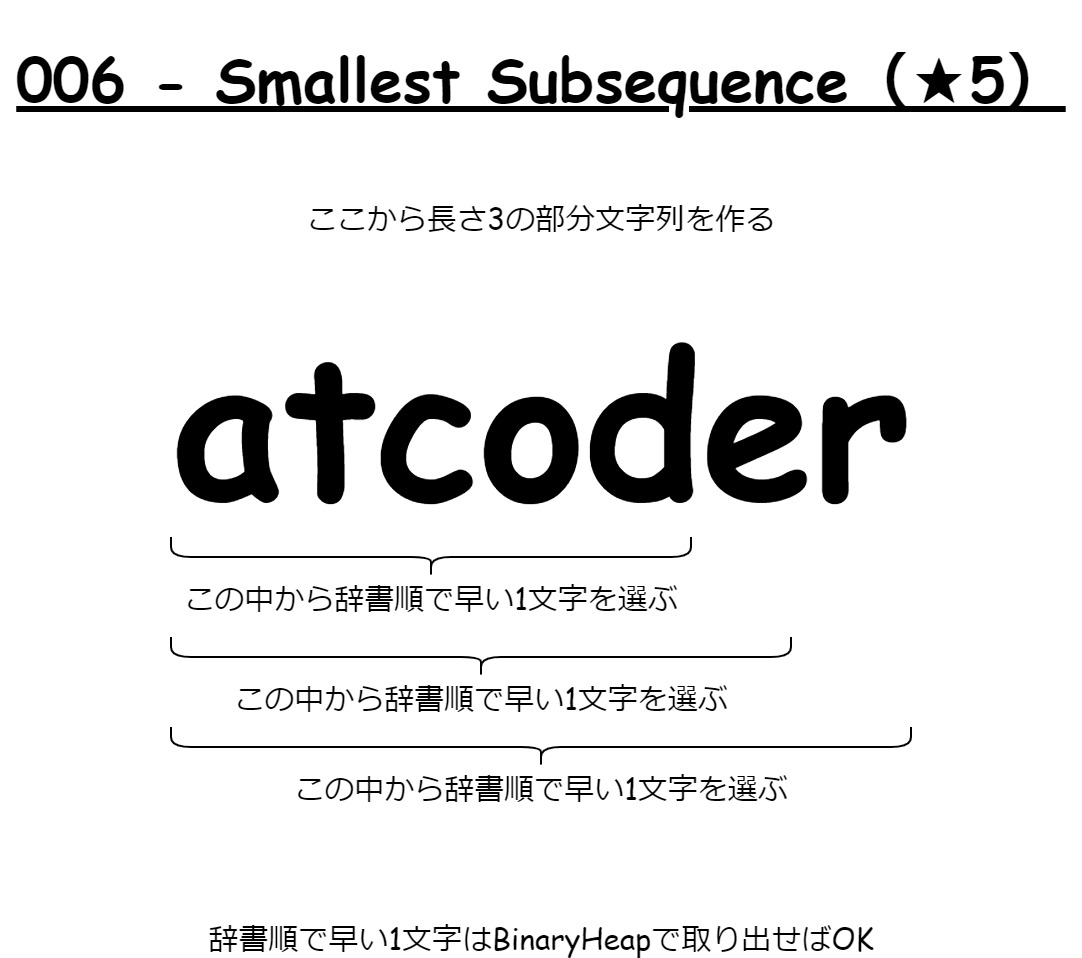 006 - Smallest Subsequence（★5）
ここから長さ3の部分文字列を作る
atcoder
この中から辞書順で早い1文字を選ぶ
この中から辞書順で早い1文字を選ぶ
この中から辞書順で早い1文字を選ぶ
辞書順で早い1文字はBinaryHeapで取り出せばOK